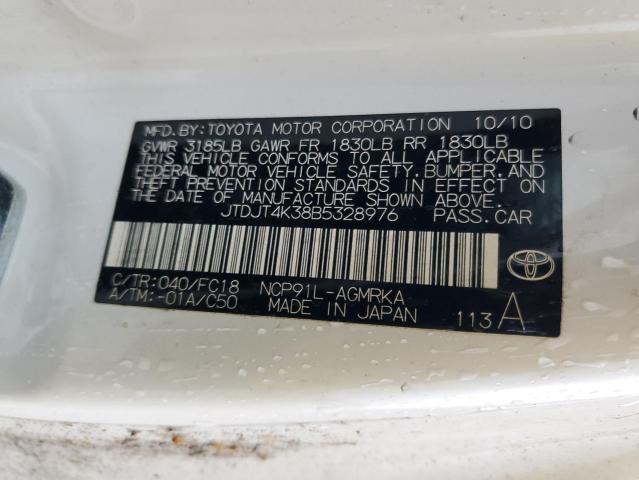 MFD.BY:TOYOTA MOTOR CORPORATION 10/10
GVWR 3185LB GAWR FR 1830LB RR 1830LB
THIS VEHICLE CONFORMS TO ALL APPLICABLE
FEDERAL MOTOR VEHICLE SAFETY,BUMPER,AND
THEFT PREVENTION STANDARDS IN EFFECT ON
THE DATE OF MANUFACTURE SHOWN ABOVE.
JTDJT4K38B5328976 PASS.CAR
C/TR:040/FC18 NCP91L-AGMRKA
A/TM:-01A/C50 MADE IN JAPAN 113A